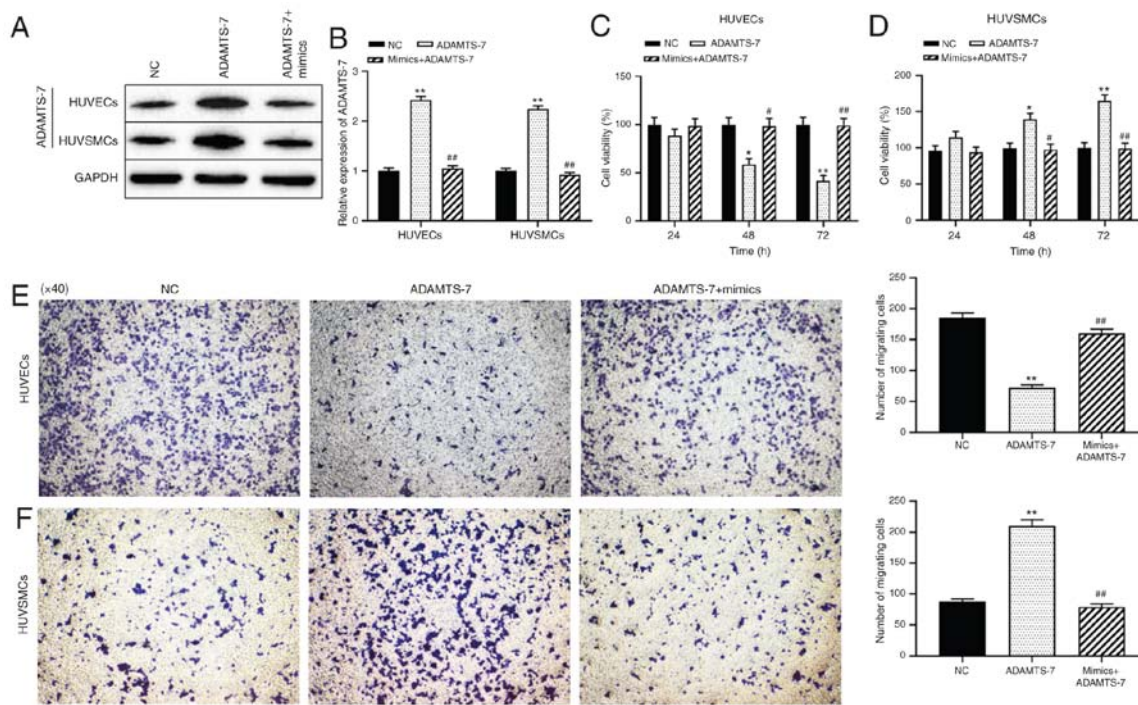 A
ADAMTS-7
NC
ADAMTS-7
ADAMTS-7+
mimics
HUVECs
HUVSMCs
GAPDH
B
NC
ADAMTS-7
Mimics+ADAMTS-7
Relative expression of ADAMTS-7
3
2
1
0
**
##
**
##
HUVECs
HUVSMCs
C
HUVECs
NC
ADAMTS-7
Mimics+ADAMTS-7
Cell viability (%)
150
100
50
0
*
#
**
##
24
48
72
Time (h)
D
HUVSMCs
NC
ADAMTS-7
Mimics+ADAMTS-7
Cell viability (%)
200
150
100
50
0
*
#
**
##
24
48
72
Time (h)
E
(x40)
NC
ADAMTS-7
ADAMTS-7+mimics
HUVECs
Number of migrating cells
250
200
150
100
50
0
**
##
NC
ADAMTS-7
Mimics+
ADAMTS-7
F
HUVSMCs
Number of migrating cells
250
200
150
100
50
0
**
##
NC
ADAMTS-7
Mimics+
ADAMTS-7